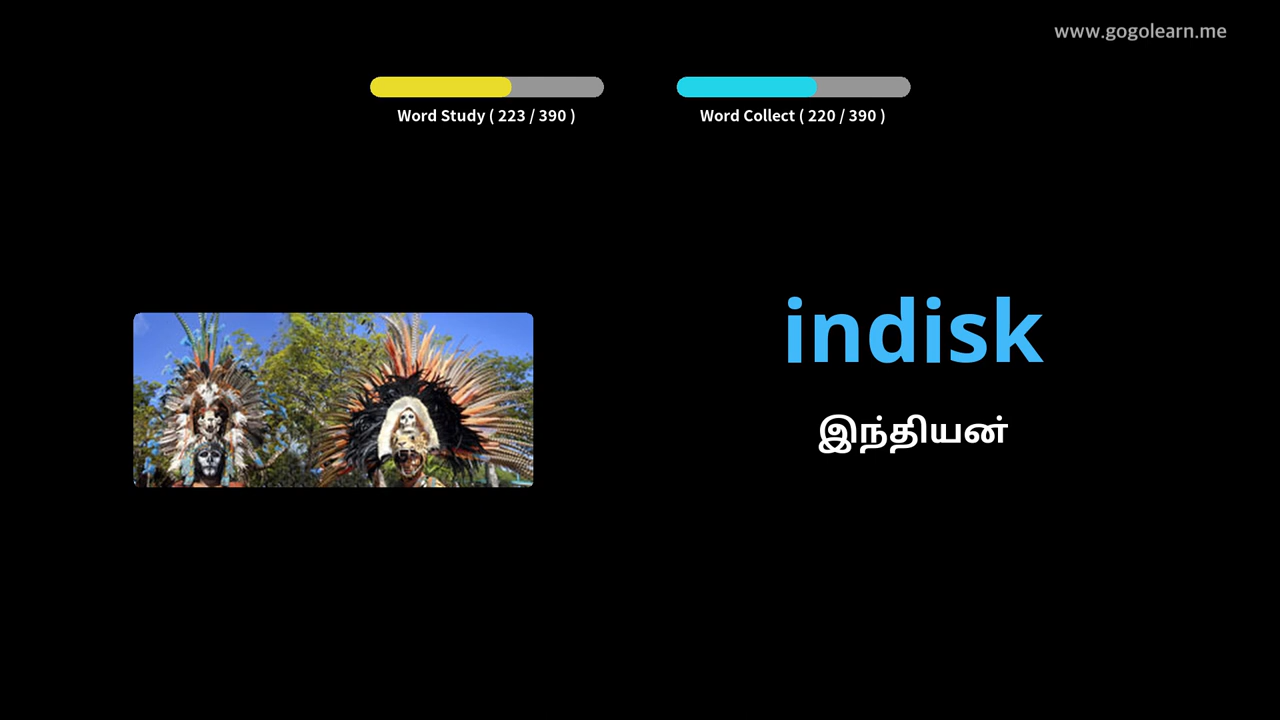 www.gogolearn.me
Word Study ( 223 / 390 )
Word Collect ( 220 / 390 )
indisk
இந்தியன்